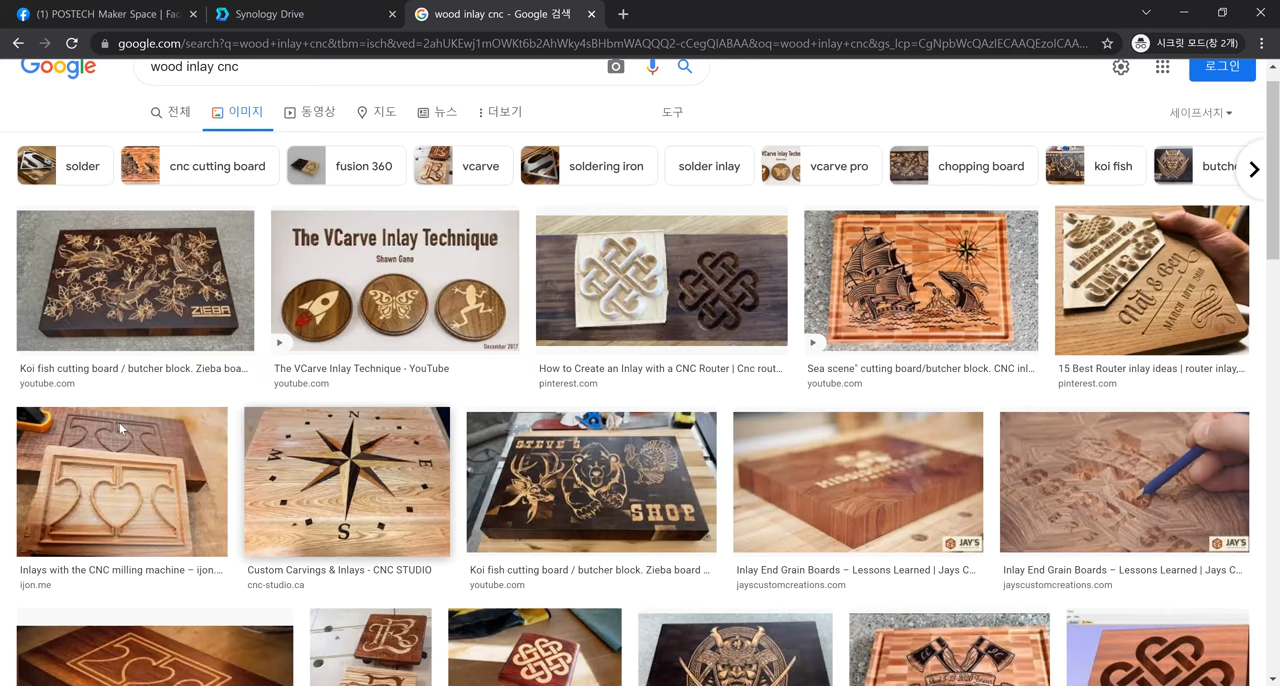 (1) POSTECH Maker Space | Fac
Synology Drive
wood inlay cnc - Google 검색
google.com/search?q=wood+inlay+cnc&tbm=isch&ved=2ahUKEwj1mOWKt6b2AhWky4sBHbmWAQQQ2-cCegQIABAA&oq=wood+inlay+cnc&gs_lcp=CgNpbWcQAzIECAAQEzoICAA...
시크릿 모드(창 2개)
Google
wood inlay cnc
로그인
전체
이미지
동영상
지도
뉴스
더보기
도구
세이프서치
solder
cnc cutting board
fusion 360
vcarve
soldering iron
solder inlay
vcarve pro
chopping board
koi fish
butche
ZIEBA
The VCarve Inlay Technique
Shawn Gano
December 2017
Nat & Bey
MARCH 10TH 2018
Koi fish cutting board / butcher block. Zieba boa...
youtube.com
The VCarve Inlay Technique - YouTube
youtube.com
How to Create an Inlay with a CNC Router | Cnc rout...
pinterest.com
Sea scene" cutting board/butcher block. CNC inl...
youtube.com
15 Best Router inlay ideas | router inlay,...
pinterest.com
N
E
S
STEVE'S
SHOP
JAY'S
JAY'S
Inlays with the CNC milling machine – ijon....
ijon.me
Custom Carvings & Inlays - CNC STUDIO
cnc-studio.ca
Koi fish cutting board / butcher block. Zieba board ...
youtube.com
Inlay End Grain Boards – Lessons Learned | Jays C...
jayscustomcreations.com
Inlay End Grain Boards – Lessons Learned | Jays C...
jayscustomcreations.com